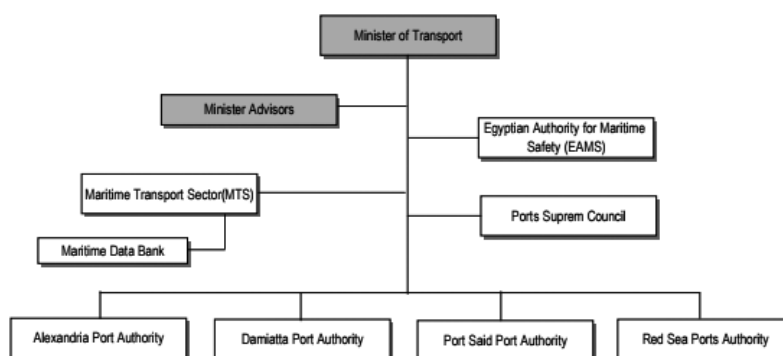 Minister of Transport
Minister Advisors
Egyptian Authority for Maritime
Safety (EAMS)
Maritime Transport Sector(MTS)
Ports Suprem Council
Maritime Data Bank
Alexandria Port Authority
Damiatta Port Authority
Port Said Port Authority
Red Sea Ports Authority